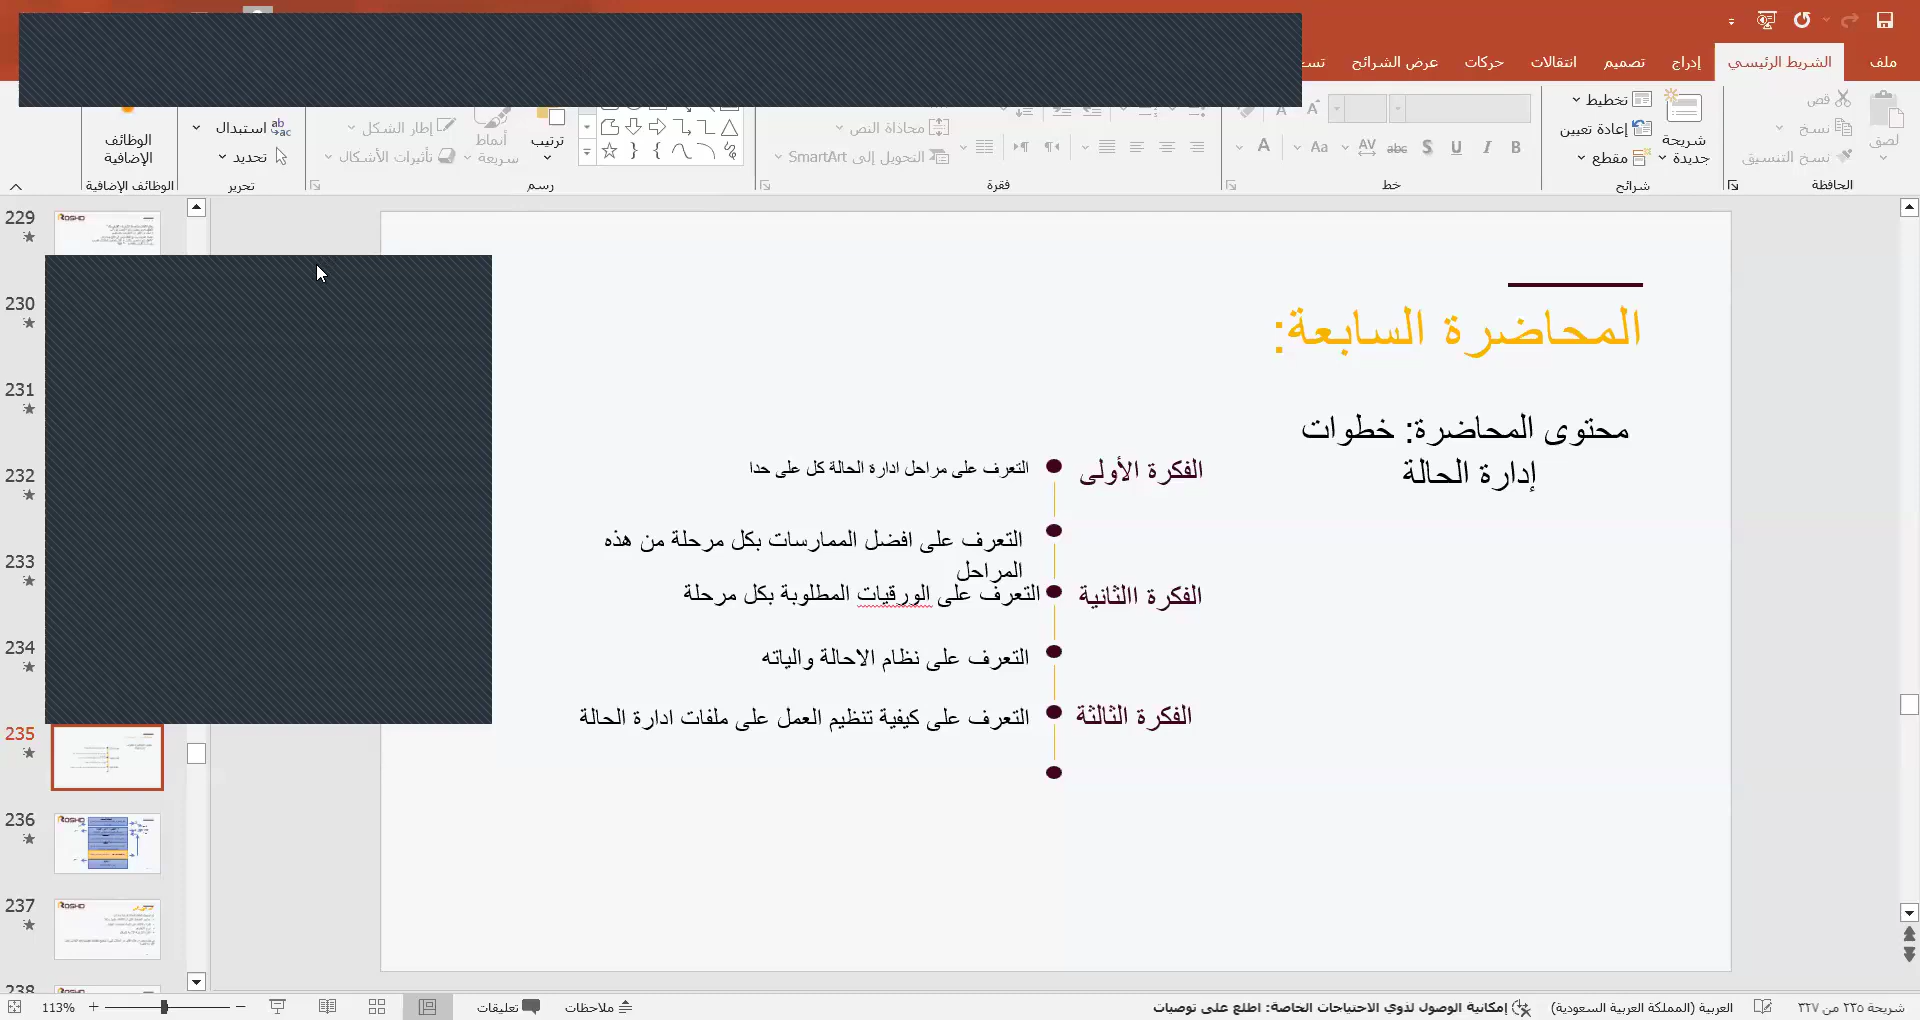 ملف
الشريط الرئيسي
إدراج
تصميم
انتقالات
حركات
عرض الشرائح
لصق
قص
نسخ
نسخ التنسيق
الحافظة
شريحة
جديدة
تخطيط
إعادة تعيين
مقطع
شرائح
B I U S abc AV Aa A
خط
محاذاة النص
التحويل إلى SmartArt
فقرة
ترتيب
أنماط
سريعة
إطار الشكل
تأثيرات الأشكال
رسم
استبدال
تحديد
تحرير
الوظائف
الإضافية
الوظائف الإضافية
229
230
231
232
233
234
235
236
237
238
المحاضرة السابعة:
محتوى المحاضرة: خطوات
إدارة الحالة
الفكرة الأولى
التعرف على مراحل ادارة الحالة كل على حدا
التعرف على افضل الممارسات بكل مرحلة من هذه
المراحل
الفكرة االثانية
التعرف على الورقيات المطلوبة بكل مرحلة
التعرف على نظام الاحالة والياته
الفكرة الثالثة
التعرف على كيفية تنظيم العمل على ملفات ادارة الحالة
شريحة ٢٣٥ من ٣٢٧
العربية (المملكة العربية السعودية)
إمكانية الوصول لذوي الاحتياجات الخاصة: اطلع على توصيات
ملاحظات
تعليقات
113%